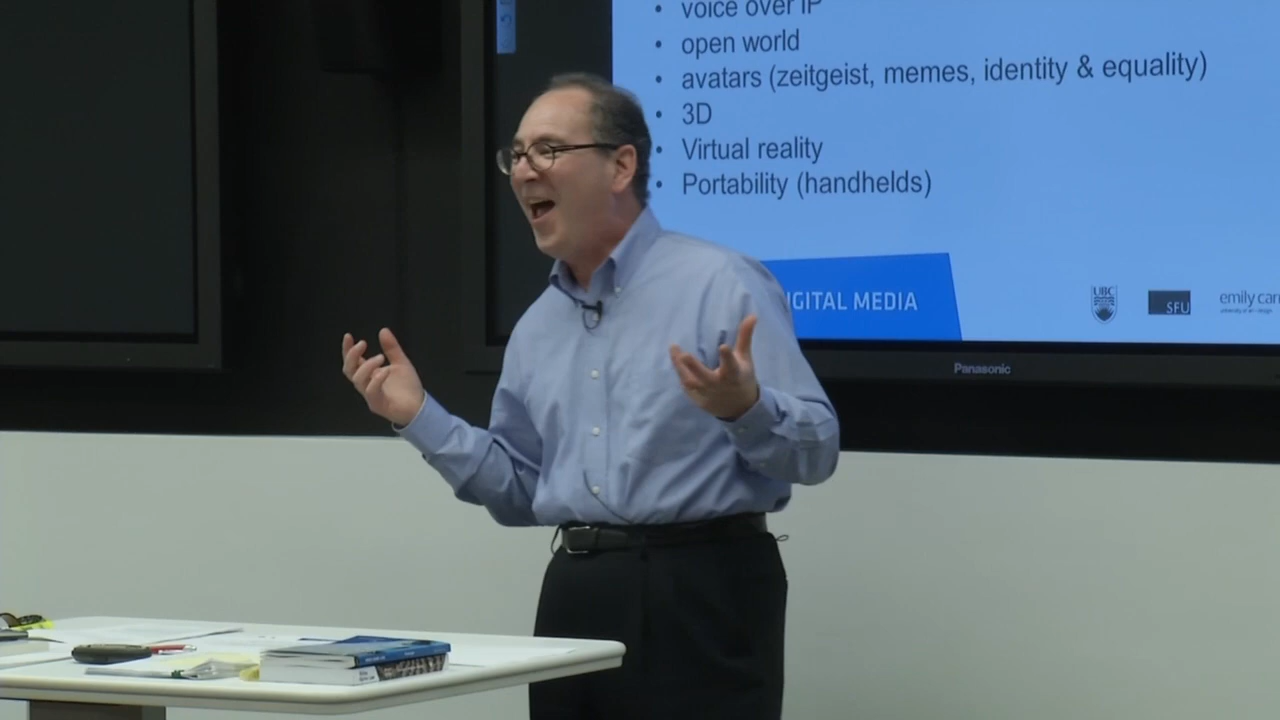 voice over IP
open world
avatars (zeitgeist, memes, identity & equality)
3D
Virtual reality
Portability (handhelds)
IGITAL MEDIA
UBC
SFU
emily carr
Panasonic